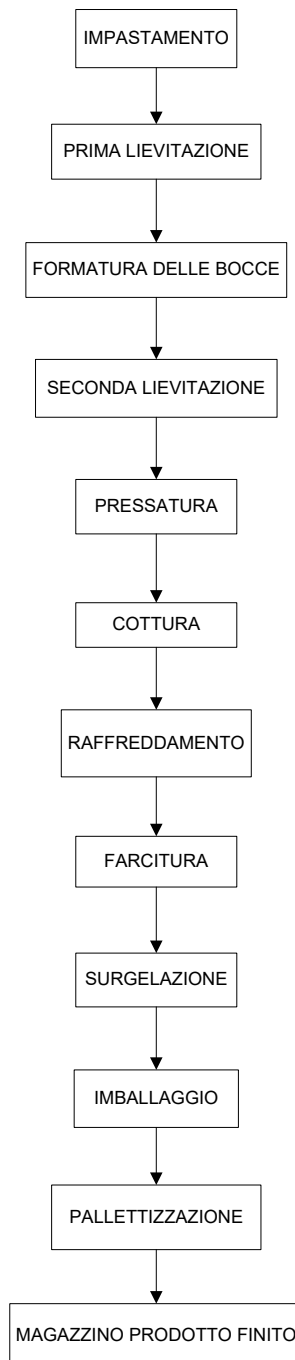 IMPASTAMENTO
PRIMA LIEVITAZIONE
FORMATURA DELLE BOCCE
SECONDA LIEVITAZIONE
PRESSATURA
COTTURA
RAFFREDDAMENTO
FARCITURA
SURGELAZIONE
IMBALLAGGIO
PALLETTIZZAZIONE
MAGAZZINO PRODOTTO FINITO